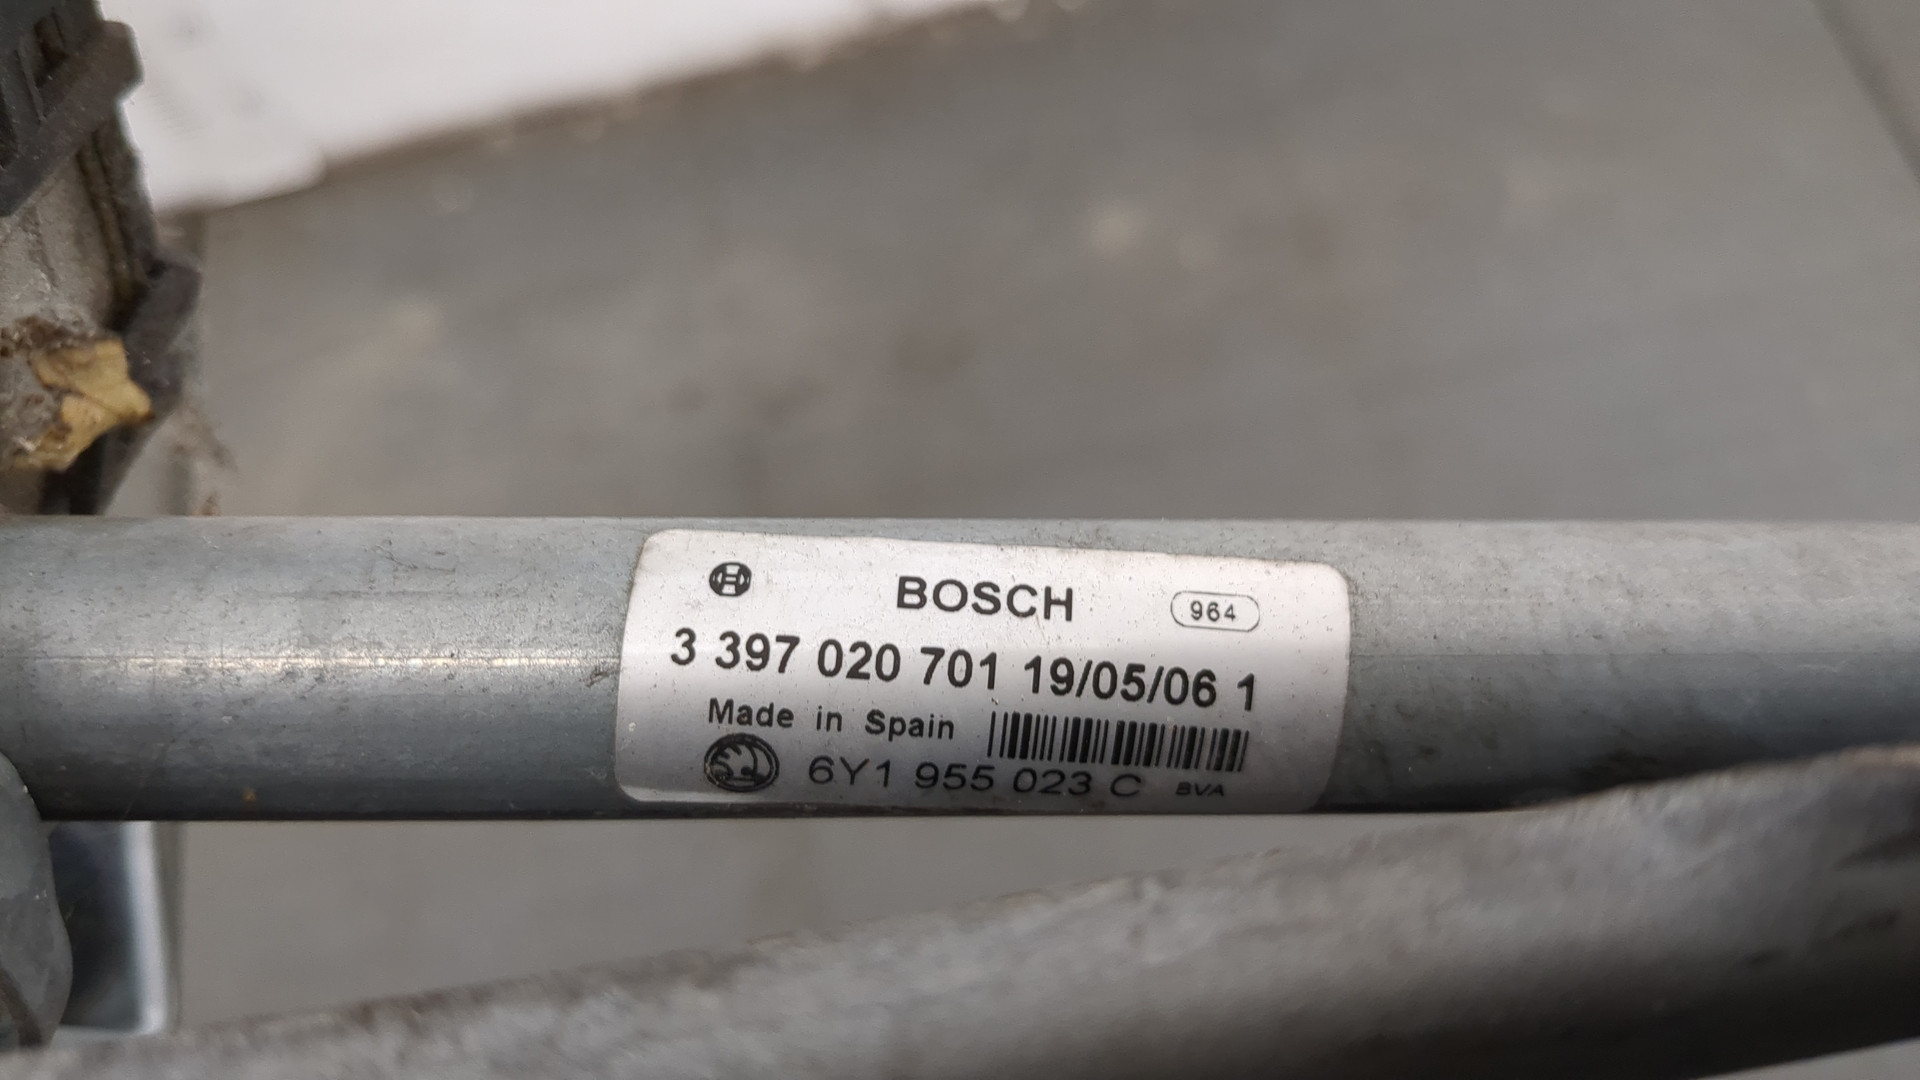 BOSCH 964
3 397 020 701 19/05/06 1
Made in Spain
6Y1 955 023 C BVA